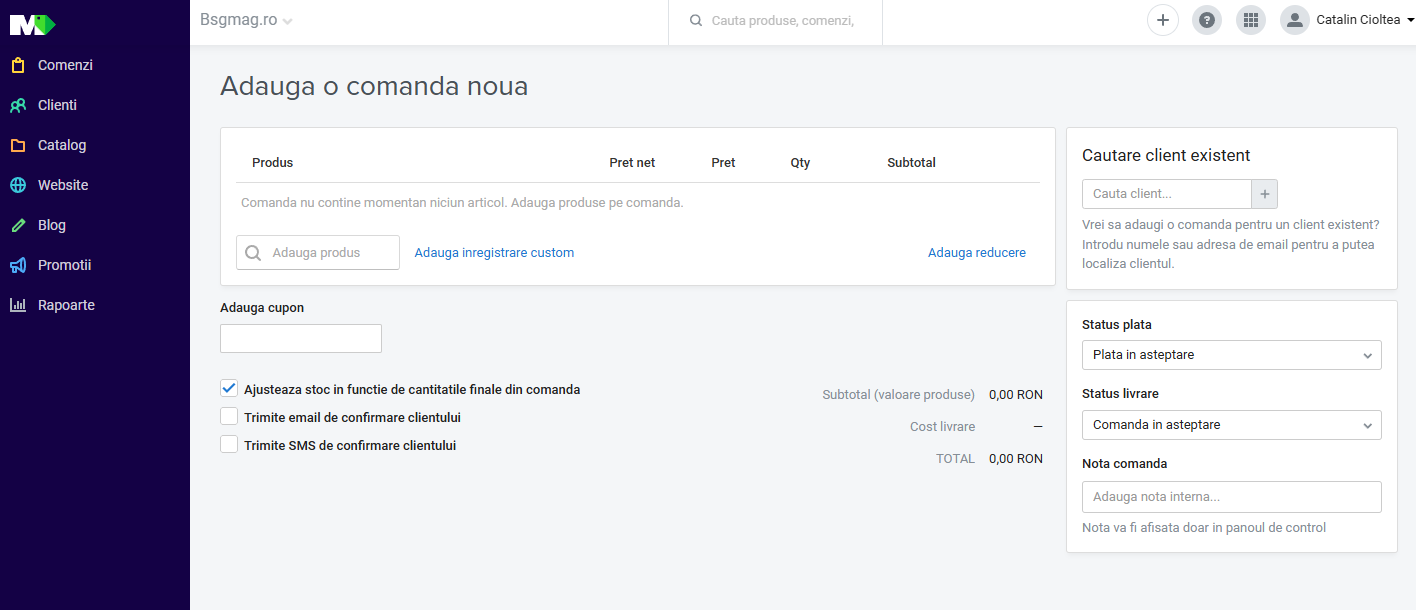 Bsgmag.ro
Cauta produse, comenzi,
Catalin Cioltea
Comenzi
Clienti
Catalog
Website
Blog
Promotii
Rapoarte
Adauga o comanda noua
Produs Pret net Pret Qty Subtotal
Comanda nu contine momentan niciun articol. Adauga produse pe comanda.
Adauga produs Adauga inregistrare custom Adauga reducere
Adauga cupon
Ajusteaza stoc in functie de cantitatile finale din comanda
Trimite email de confirmare clientului
Trimite SMS de confirmare clientului
Subtotal (valoare produse) 0,00 RON
Cost livrare —
TOTAL 0,00 RON
Cautare client existent
Cauta client... +
Vrei sa adaugi o comanda pentru un client existent?
Introdu numele sau adresa de email pentru a putea
localiza clientul.
Status plata
Plata in asteptare
Status livrare
Comanda in asteptare
Nota comanda
Adauga nota interna...
Nota va fi afisata doar in panoul de control